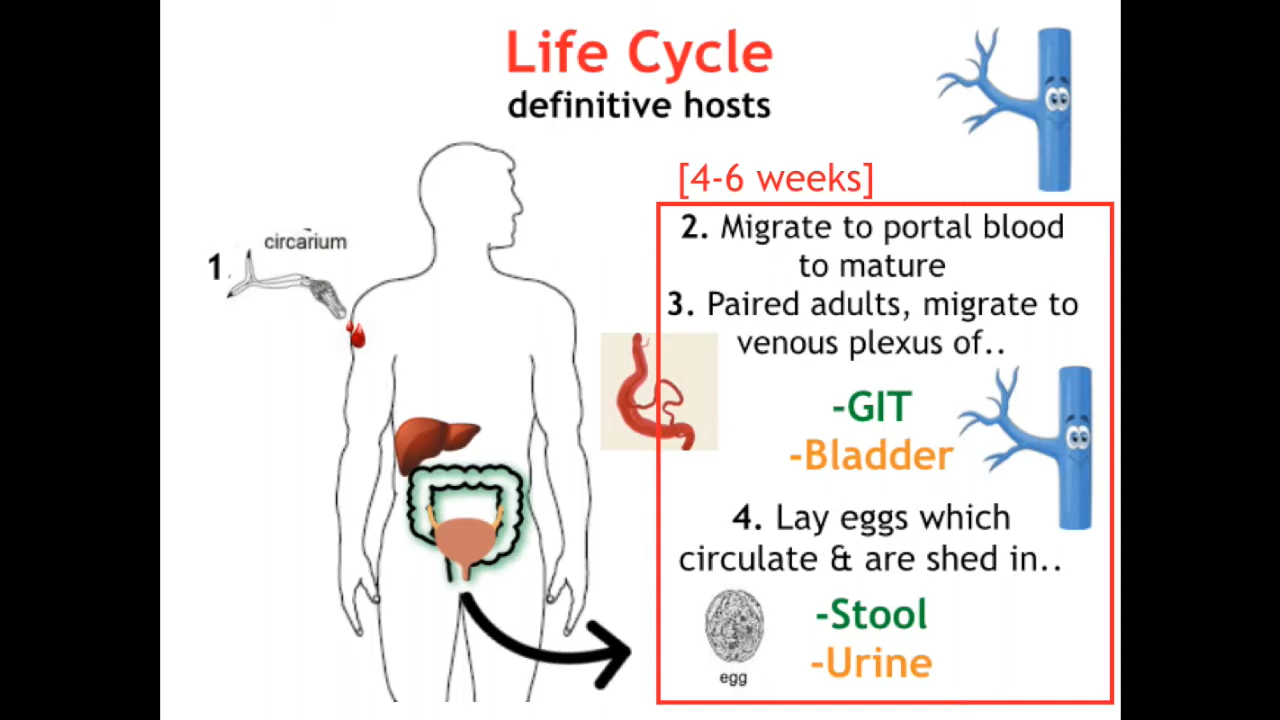 Life Cycle
definitive hosts
[4-6 weeks]
circarium
1.
2. Migrate to portal blood
to mature
3. Paired adults, migrate to
venous plexus of..
-GIT
-Bladder
4. Lay eggs which
circulate & are shed in..
-Stool
-Urine
egg